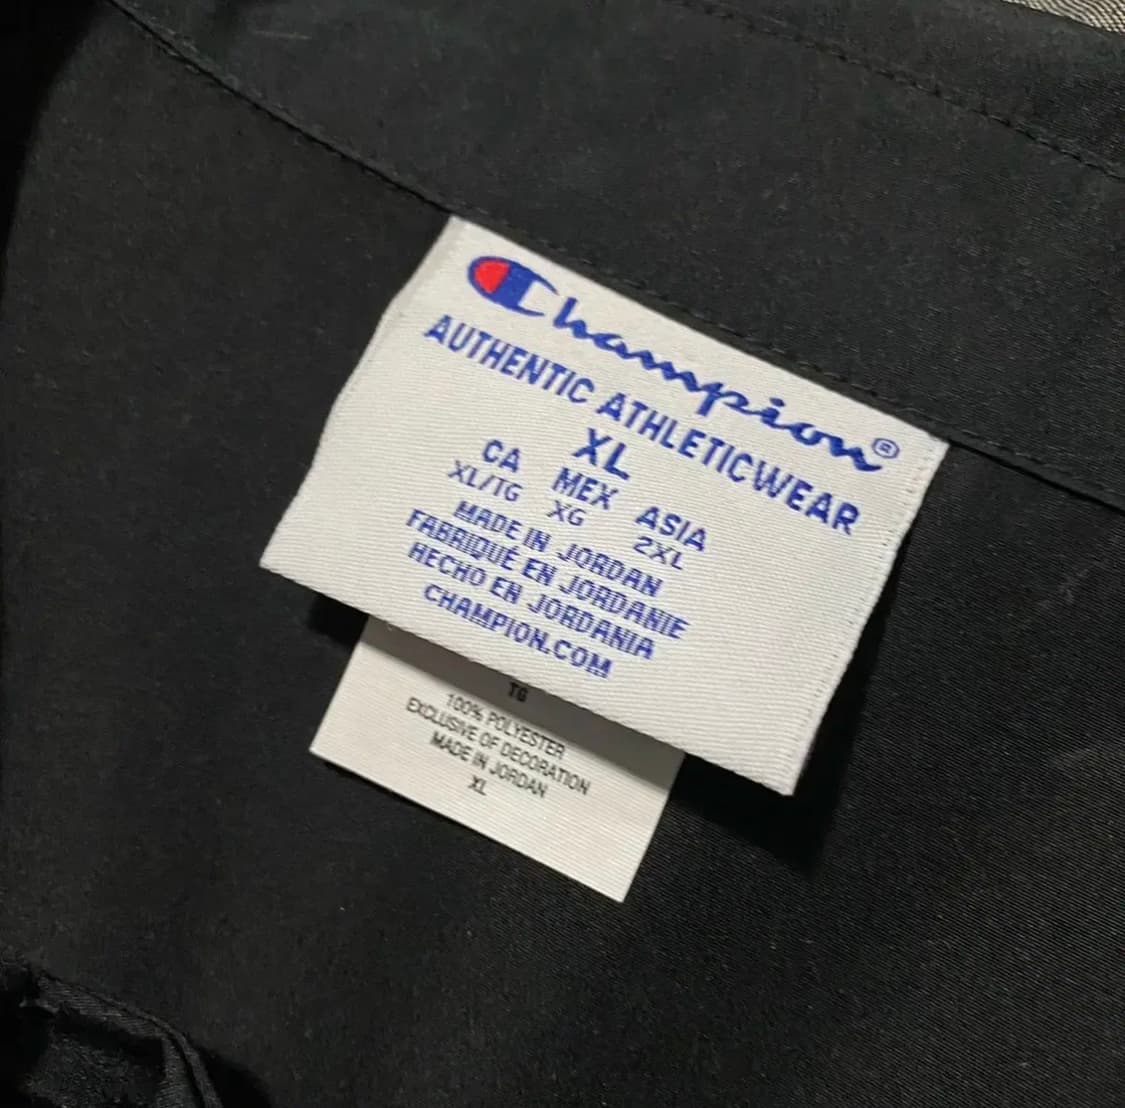 Champion®
AUTHENTIC ATHLETICWEAR
XL
CA MEX ASIA
XL/TG XG 2XL
MADE IN JORDAN
FABRIQUÉ EN JORDANIE
HECHO EN JORDANIA
CHAMPION.COM
TG
100% POLYESTER
EXCLUSIVE OF DECORATION
MADE IN JORDAN
XL